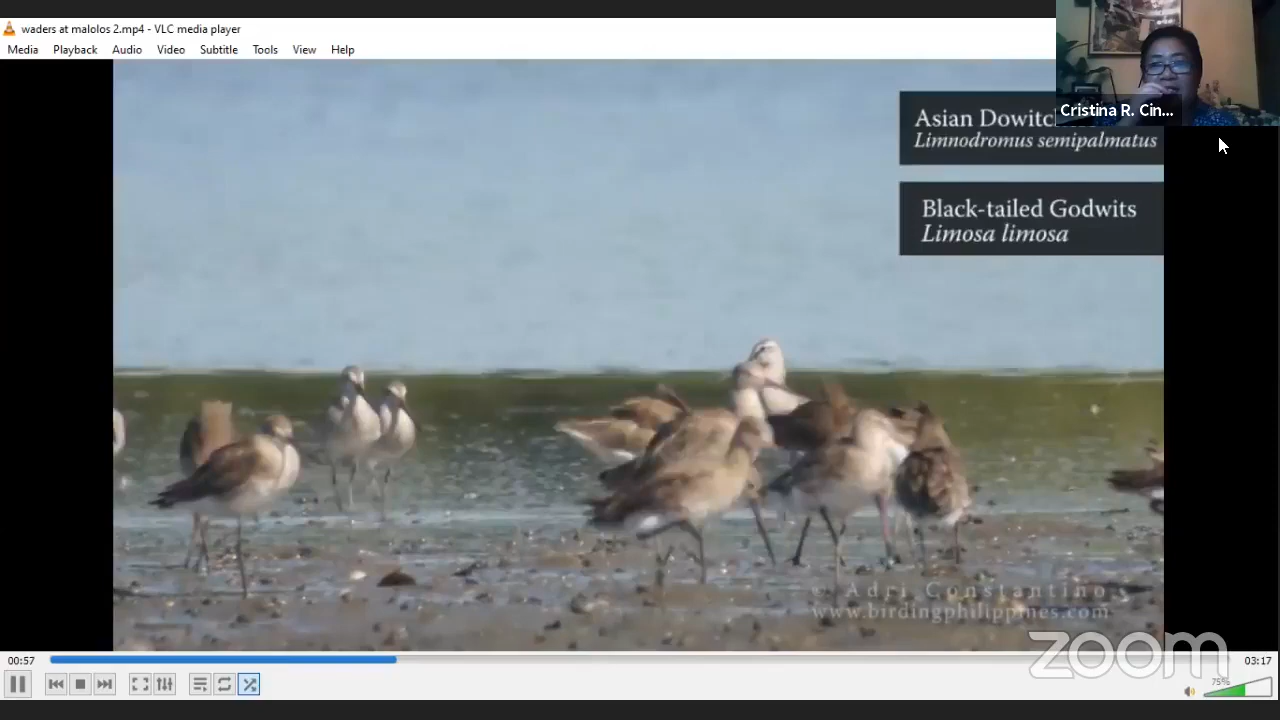 waders at malolos 2.mp4 - VLC media player
Media Playback Audio Video Subtitle Tools View Help
Cristina R. Cin...
Asian Dowitc
Limnodromus semipalmatus
Black-tailed Godwits
Limosa limosa
© Adri Constantino
www.birdingphilippines.com
zoom
00:57
03:17
75%